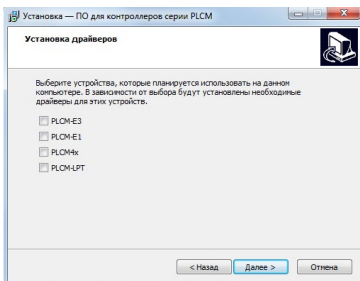 Установка — ПО для контроллеров серии PLCM
Установка драйверов
Выберите устройства, которые планируется использовать на данном
компьютере. В зависимости от выбора будут установлены необходимые
драйверы для этих устройств.
PLCM-E3
PLCM-E1
PLCM4x
PLCM-LPT
< Назад
Далее >
Отмена